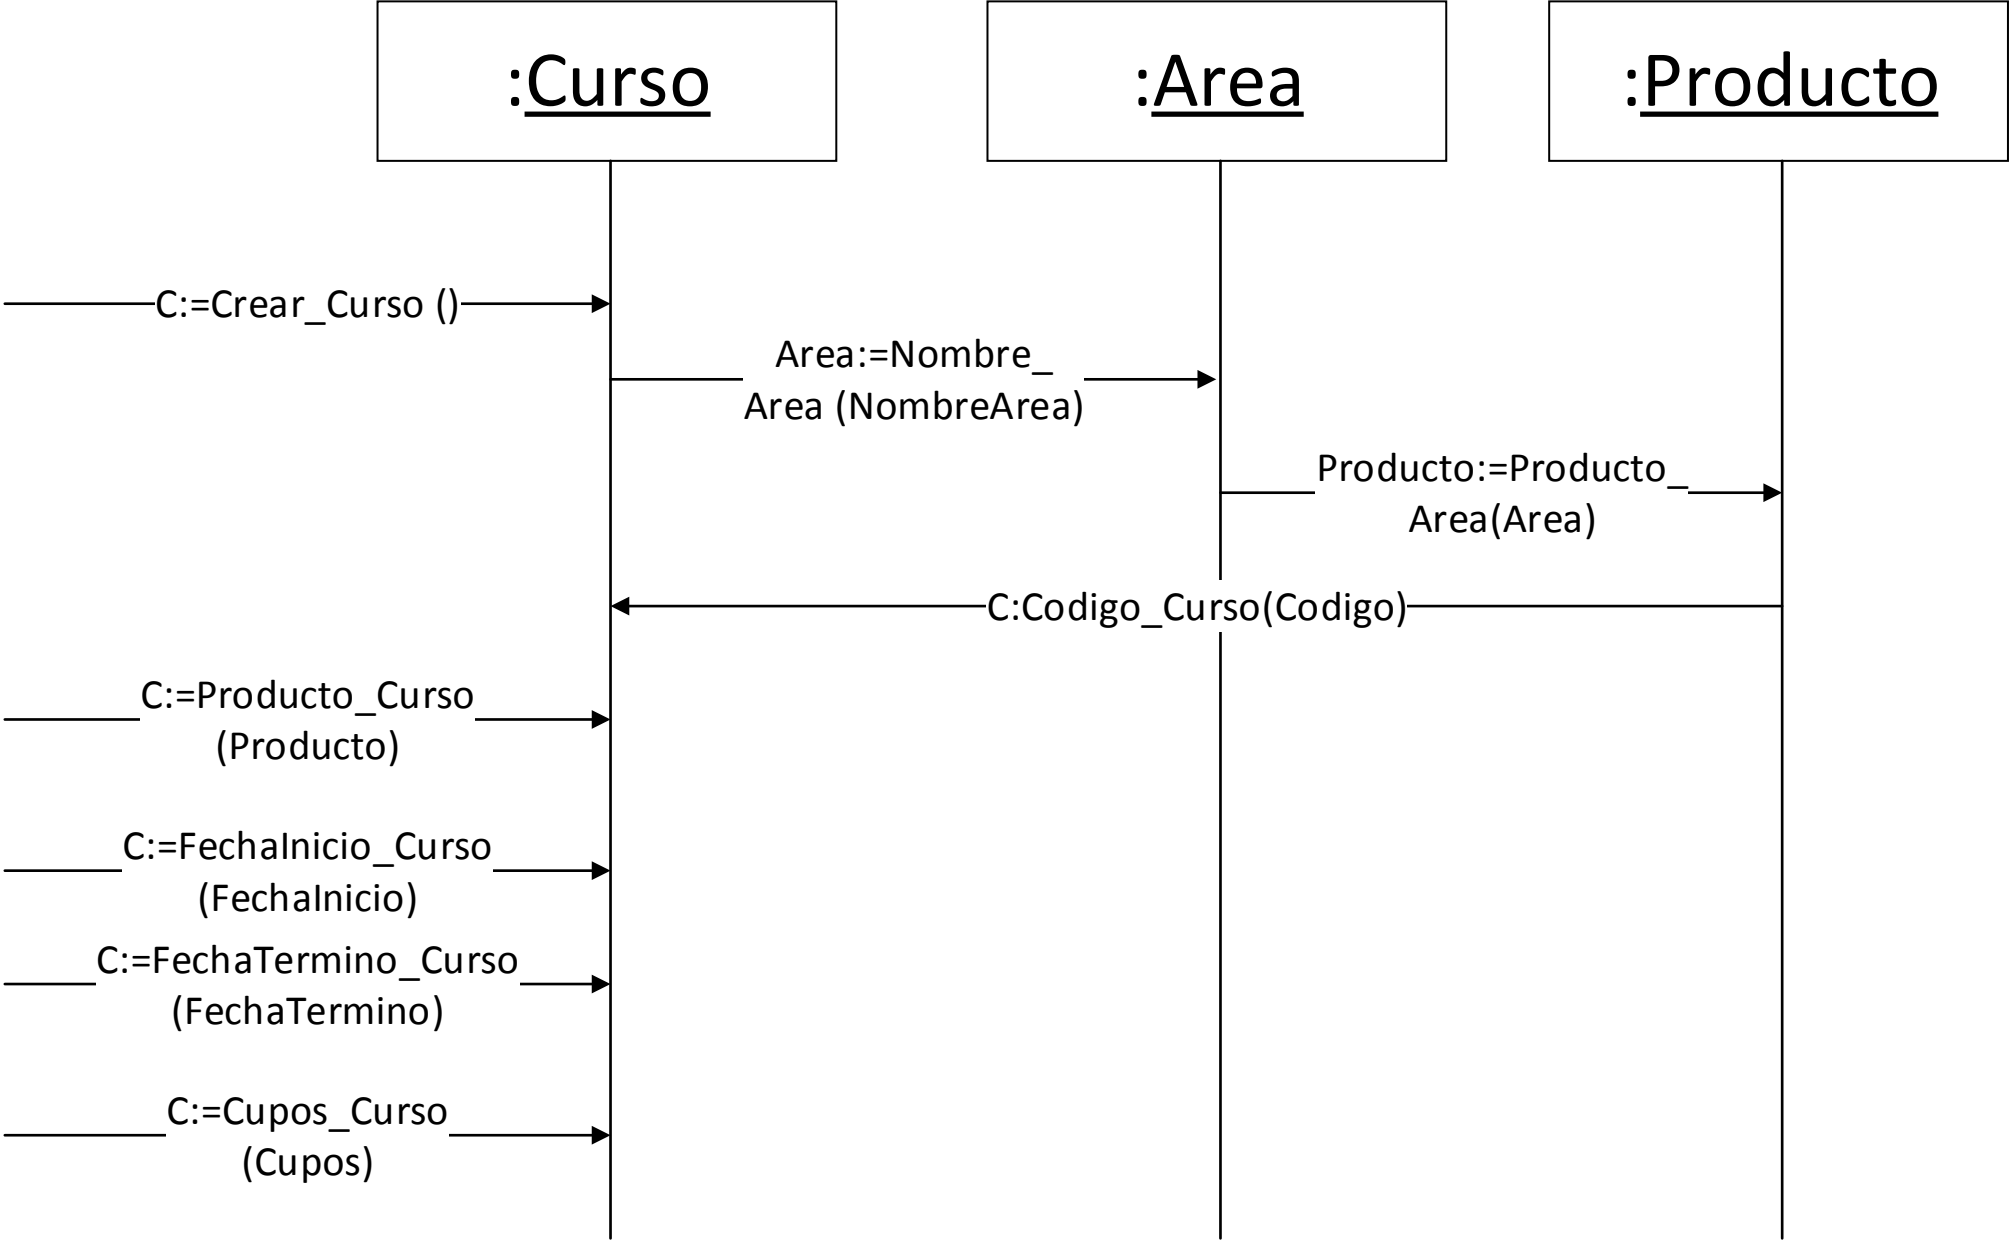 :Curso
:Area
:Producto
C:=Crear_Curso ()
Area:=Nombre_
Area (NombreArea)
Producto:=Producto_
Area(Area)
C:Codigo_Curso(Codigo)
C:=Producto_Curso
(Producto)
C:=FechaInicio_Curso
(FechaInicio)
C:=FechaTermino_Curso
(FechaTermino)
C:=Cupos_Curso
(Cupos)